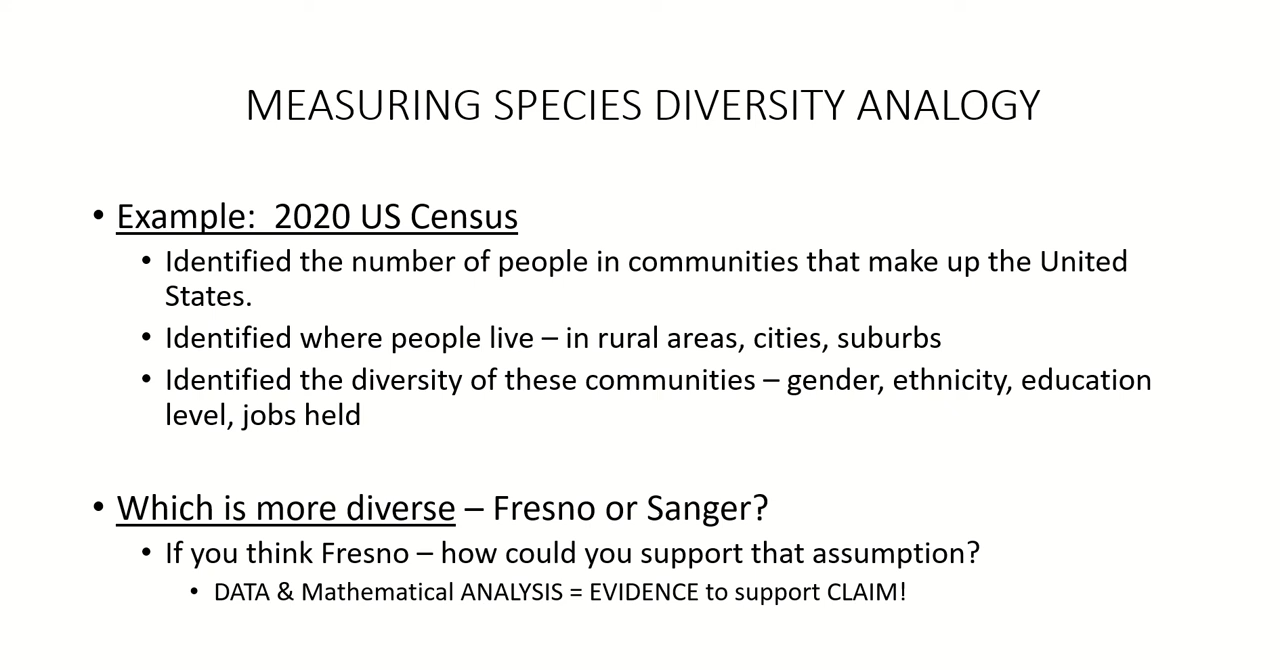 MEASURING SPECIES DIVERSITY ANALOGY
• Example:  2020 US Census
• Identified the number of people in communities that make up the United
States.
• Identified where people live – in rural areas, cities, suburbs
• Identified the diversity of these communities – gender, ethnicity, education
level, jobs held
• Which is more diverse – Fresno or Sanger?
• If you think Fresno – how could you support that assumption?
• DATA & Mathematical ANALYSIS = EVIDENCE to support CLAIM!